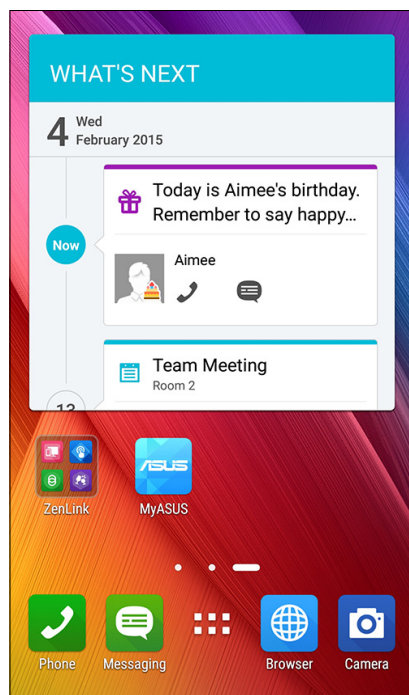 WHAT'S NEXT
4
Wed
February 2015
Now
Today is Aimee's birthday.
Remember to say happy...
Aimee
Team Meeting
Room 2
13
ZenLink
ASUS
MyASUS
Phone
Messaging
Browser
Camera